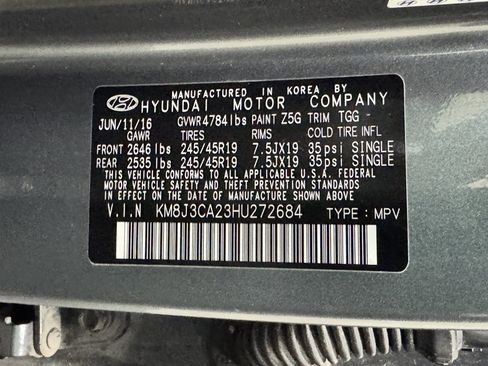 MANUFACTURED IN KOREA BY
HYUNDAI MOTOR COMPANY
JUN/11/16 GVWR 4784lbs PAINT Z5G TRIM TGG -
GAWR TIRES RIMS COLD TIRE INFL
FRONT 2646 lbs 245/45R19 7.5JX19 35psi SINGLE
REAR 2535 lbs 245/45R19 7.5JX19 35psi SINGLE
THIS VEHICLE CONFORMS TO ALL APPLICABLE U.S.A. FEDERAL
MOTOR VEHICLE SAFETY, BUMPER, AND THEFT PREVENTION
STANDARDS IN EFFECT ON THE DATE OF MANUFACTURE SHOWN ABOVE.
V.I.N KM8J3CA23HU272684 TYPE : MPV